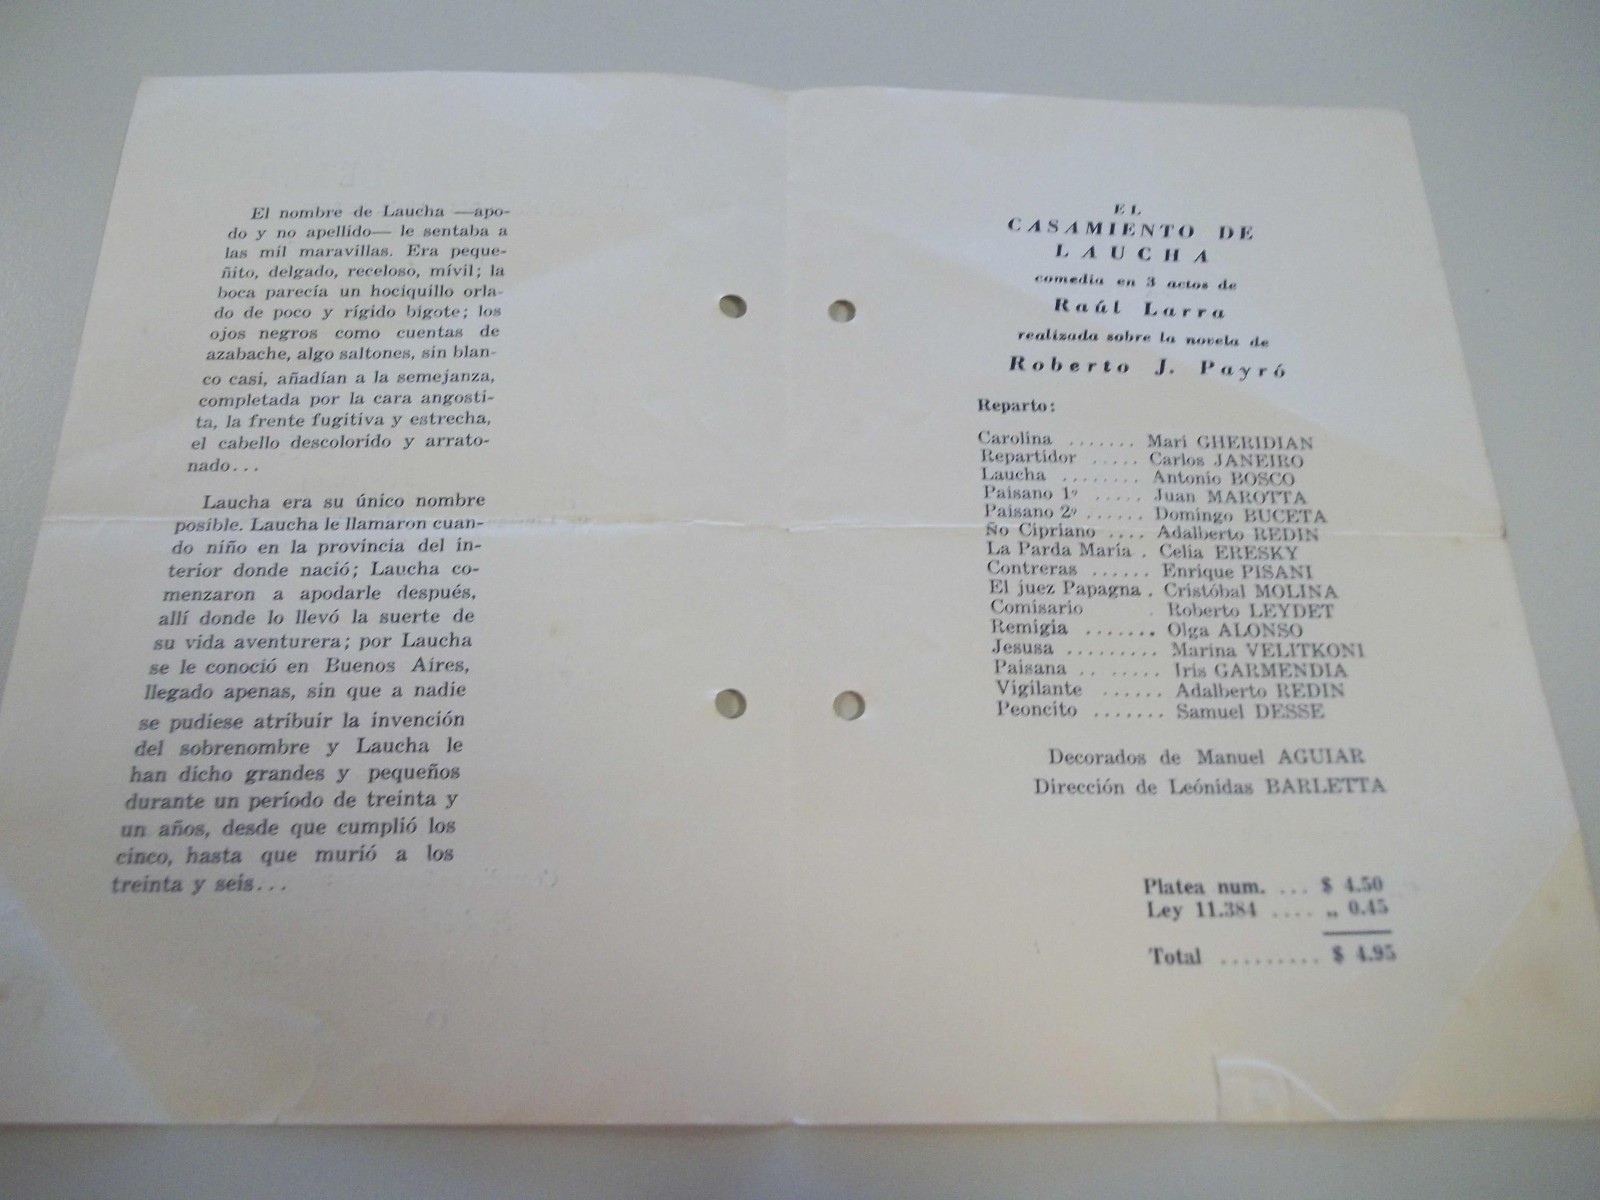 El nombre de Laucha —apo-
do y no apellido— le sentaba a
las mil maravillas. Era peque-
ñito, delgado, receloso, mívil; la
boca parecía un hociquillo orla-
do de poco y rígido bigote; los
ojos negros como cuentas de
azabache, algo saltones, sin blan-
co casi, añadían a la semejanza,
completada por la cara angosti-
ta, la frente fugitiva y estrecha,
el cabello descolorido y arrato-
nado...
Laucha era su único nombre
posible. Laucha le llamaron cuan-
do niño en la provincia del in-
terior donde nació; Laucha co-
menzaron a apodarle después,
allí donde lo llevó la suerte de
su vida aventurera; por Laucha
se le conoció en Buenos Aires,
llegado apenas, sin que a nadie
se pudiese atribuir la invención
del sobrenombre y Laucha le
han dicho grandes y pequeños
durante un período de treinta y
un años, desde que cumplió los
cinco, hasta que murió a los
treinta y seis...
EL
CASAMIENTO DE
LAUCHA
comedia en 3 actos de
Raúl Larra
realizada sobre la novela de
Roberto J. Payró
Reparto:
Carolina ....... Mari GHERIDIAN
Repartidor ..... Carlos JANEIRO
Laucha ........ Antonio BOSCO
Paisano 1º ..... Juan MAROTTA
Paisano 2º ...... Domingo BUCETA
Ño Cipriano .... Adalberto REDIN
La Parda María . Celia ERESKY
Contreras ...... Enrique PISANI
El juez Papagna . Cristóbal MOLINA
Comisario . Roberto LEYDET
Remigia ....... Olga ALONSO
Jesusa ......... Marina VELITKONI
Paisana .. ...... Iris GARMENDIA
Vigilante ...... Adalberto REDIN
Peoncito ....... Samuel DESSE
Decorados de Manuel AGUIAR
Dirección de Leónidas BARLETTA
Platea num. ... $ 4.50
Ley 11.384 .... „ 0.45
Total ......... $ 4.95